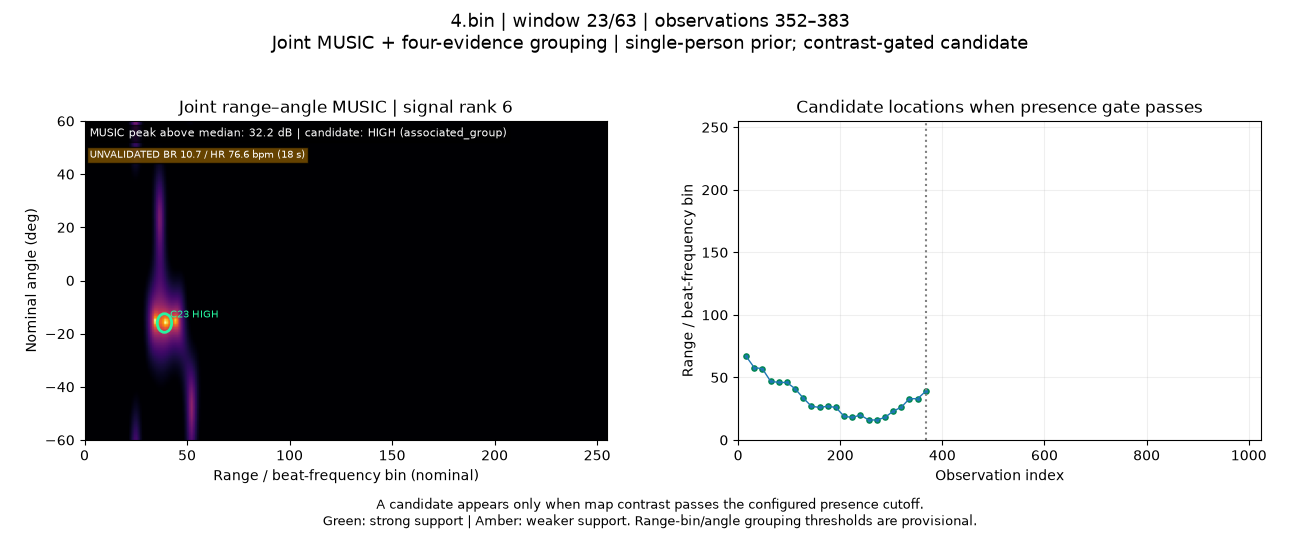 4.bin | window 23/63 | observations 352–383
Joint MUSIC + four-evidence grouping | single-person prior; contrast-gated candidate
Joint range–angle MUSIC | signal rank 6
MUSIC peak above median: 32.2 dB | candidate: HIGH (associated_group)
UNVALIDATED BR 10.7 / HR 76.6 bpm (18 s)
C23 HIGH
Nominal angle (deg)
60
40
20
0
−20
−40
−60
0 50 100 150 200 250
Range / beat-frequency bin (nominal)
Candidate locations when presence gate passes
Range / beat-frequency bin
250
200
150
100
50
0
0 200 400 600 800 1000
Observation index
A candidate appears only when map contrast passes the configured presence cutoff.
Green: strong support | Amber: weaker support. Range-bin/angle grouping thresholds are provisional.